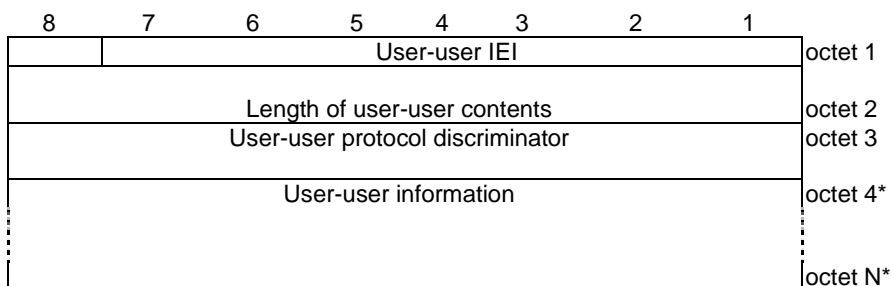 8 7 6 5 4 3 2 1
User-user IEI octet 1
Length of user-user contents octet 2
User-user protocol discriminator octet 3
User-user information octet 4*
octet N*